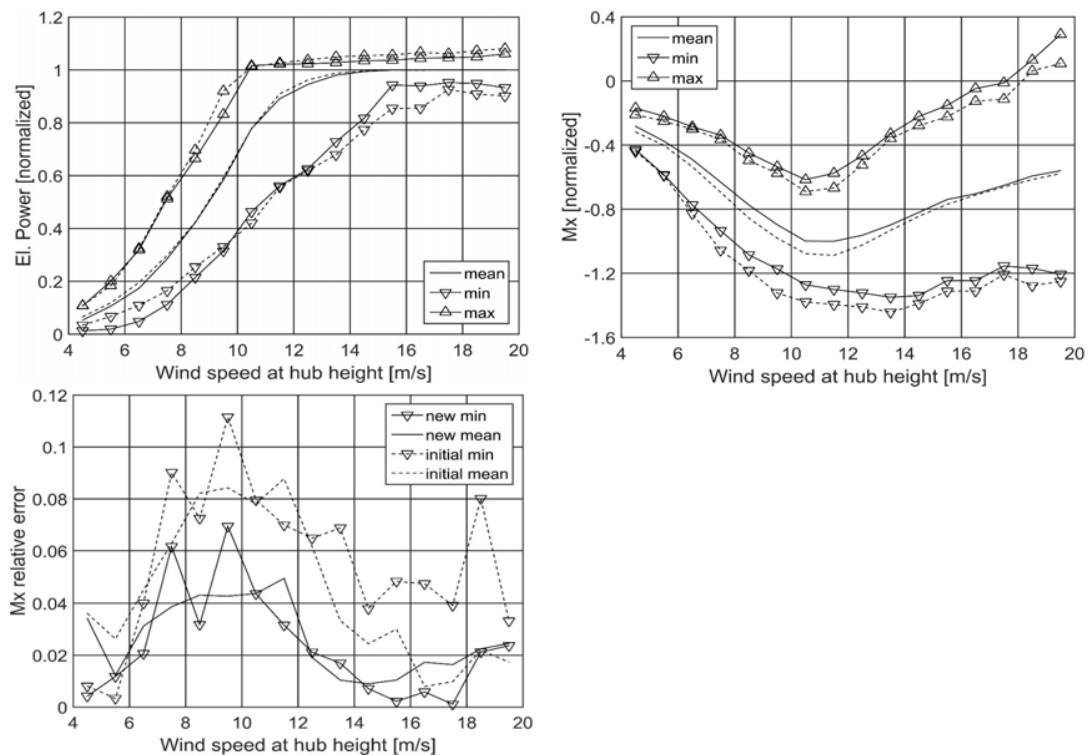 El. Power [normalized]
1.2
1
0.8
0.6
0.4
0.2
0
mean
min
max
4 6 8 10 12 14 16 18 20
Wind speed at hub height [m/s]
Mx [normalized]
0.4
0
-0.4
-0.8
-1.2
-1.6
mean
min
max
4 6 8 10 12 14 16 18 20
Wind speed at hub height [m/s]
Mx relative error
0.12
0.1
0.08
0.06
0.04
0.02
0
new min
new mean
initial min
initial mean
4 6 8 10 12 14 16 18 20
Wind speed at hub height [m/s]